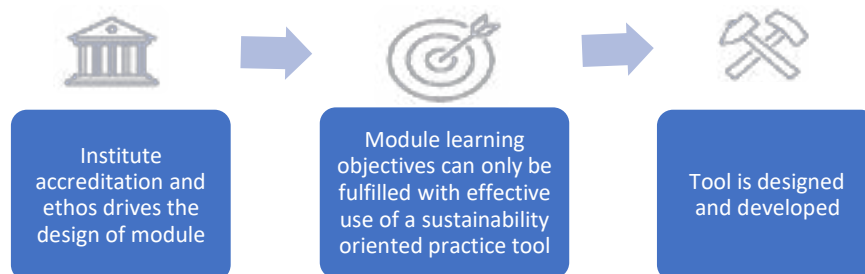 Institute
accreditation and
ethos drives the
design of module
Module learning
objectives can only be
fulfilled with effective
use of a sustainability
oriented practice tool
Tool is designed
and developed